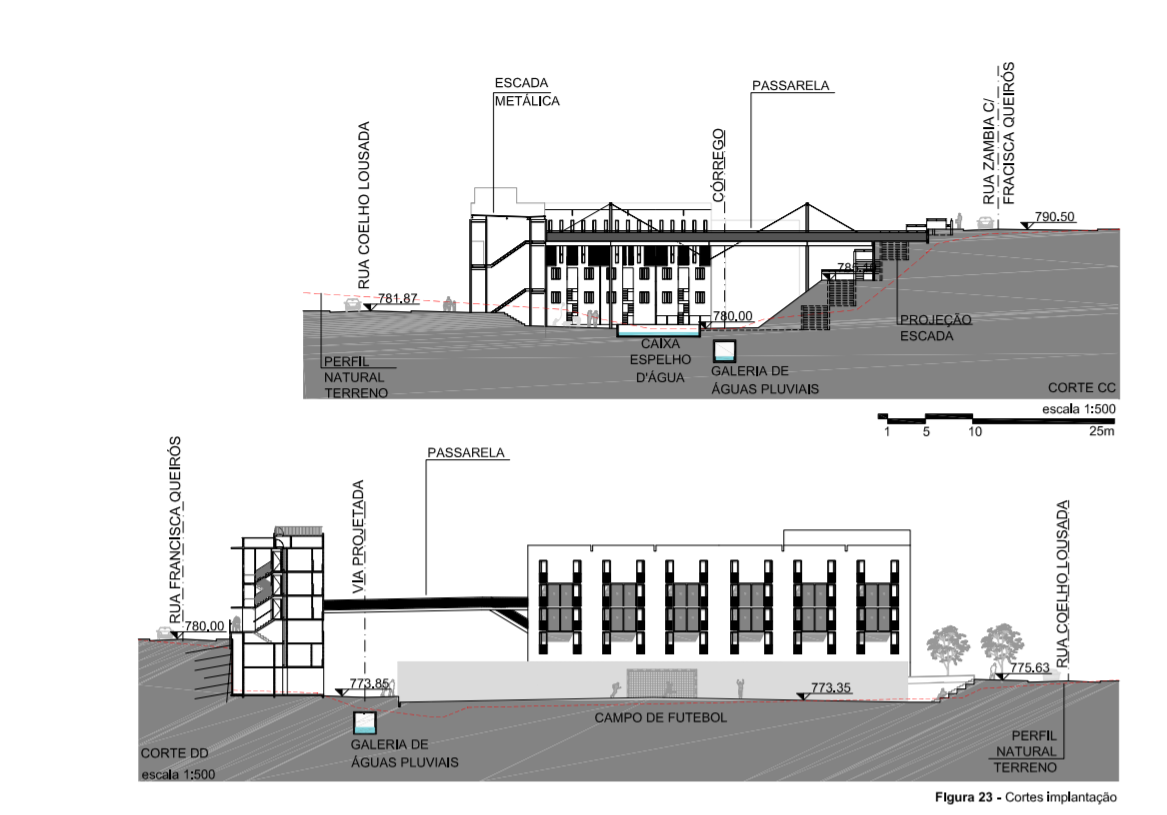 ESCADA
METÁLICA
PASSARELA
RUA COELHO LOUSADA
CÓRREGO
RUA ZAMBIA C/
FRACISCA QUEIRÓS
790.50
781.87
780.00
PROJEÇÃO
ESCADA
PERFIL
NATURAL
TERRENO
CAIXA
ESPELHO
D'ÁGUA
GALERIA DE
ÁGUAS PLUVIAIS
CORTE CC
escala 1:500
1 5 10 25m
RUA FRANCISCA QUEIRÓS
VIA PROJETADA
PASSARELA
RUA COELHO LOUSADA
780.00
773.85
773.35
775.63
CAMPO DE FUTEBOL
GALERIA DE
ÁGUAS PLUVIAIS
PERFIL
NATURAL
TERRENO
CORTE DD
escala 1:500
Figura 23 - Cortes implantação